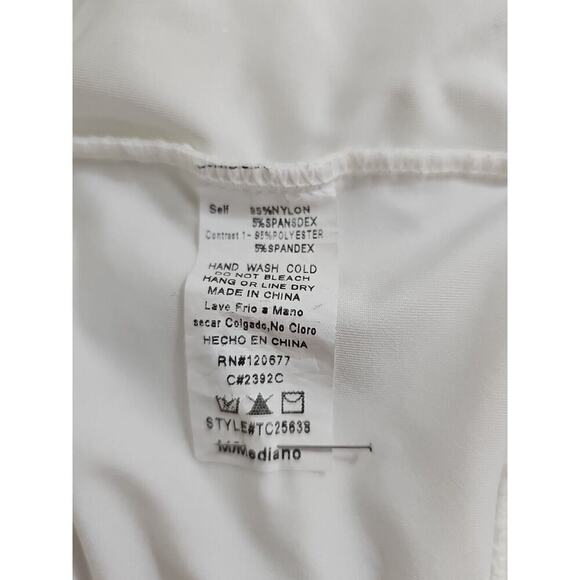 Self 95%NYLON
5%SPANSDEX
Contrast 1- 95%POLYESTER
5%SPANDEX
HAND WASH COLD
DO NOT BLEACH
HANG OR LINE DRY
MADE IN CHINA
Lave Frio a Mano
secar Colgado,No Cloro
HECHO EN CHINA
RN#120677
C#2392C
STYLE#TC25638
M/Mediano